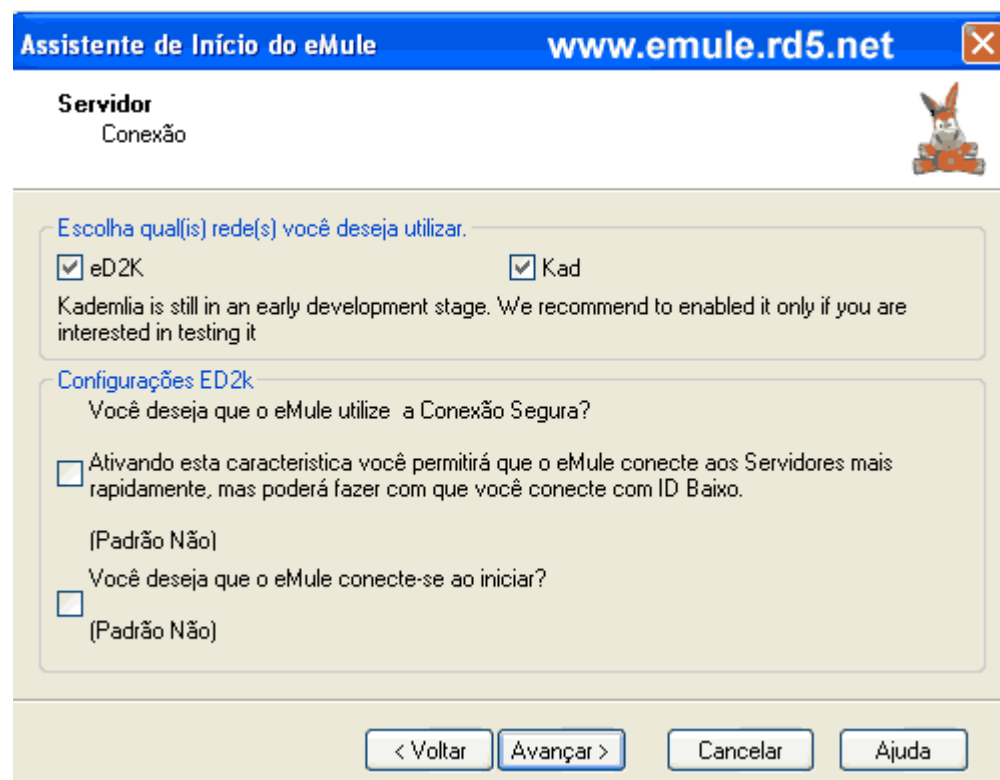 Assistente de Início do eMule
www.emule.rd5.net
Servidor
Conexão
Escolha qual(is) rede(s) você deseja utilizar.
eD2K
Kad
Kademlia is still in an early development stage. We recommend to enabled it only if you are
interested in testing it
Configurações ED2k
Você deseja que o eMule utilize a Conexão Segura?
Ativando esta caracteristica você permitirá que o eMule conecte aos Servidores mais
rapidamente, mas poderá fazer com que você conecte com ID Baixo.
(Padrão Não)
Você deseja que o eMule conecte-se ao iniciar?
(Padrão Não)
< Voltar
Avançar >
Cancelar
Ajuda